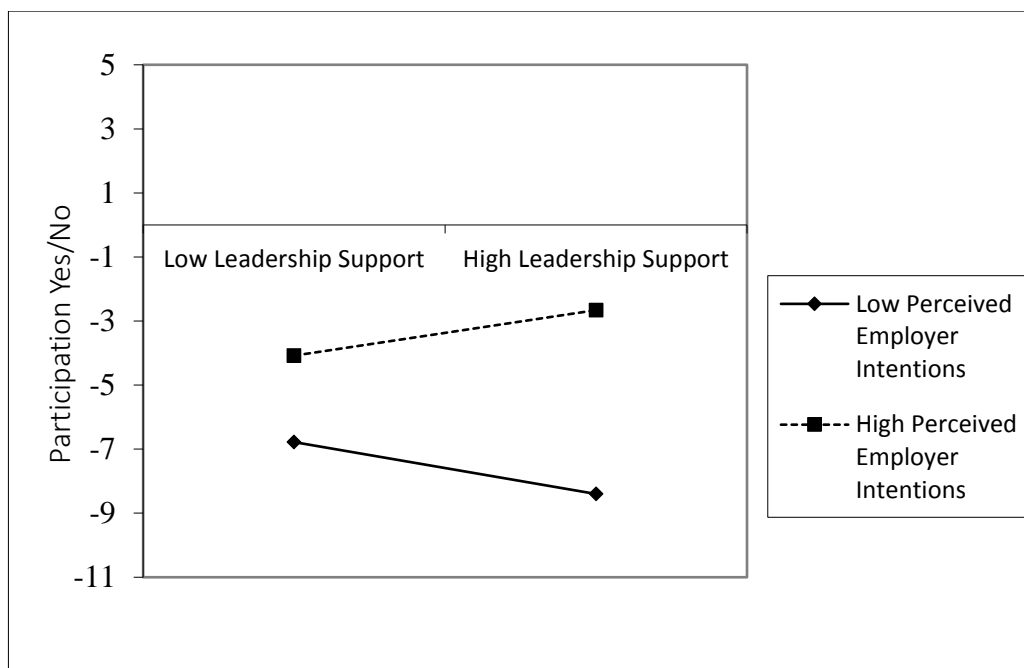 5
3
1
-1
-3
-5
-7
-9
-11
Participation Yes/No
Low Leadership Support
High Leadership Support
Low Perceived
Employer
Intentions
High Perceived
Employer
Intentions